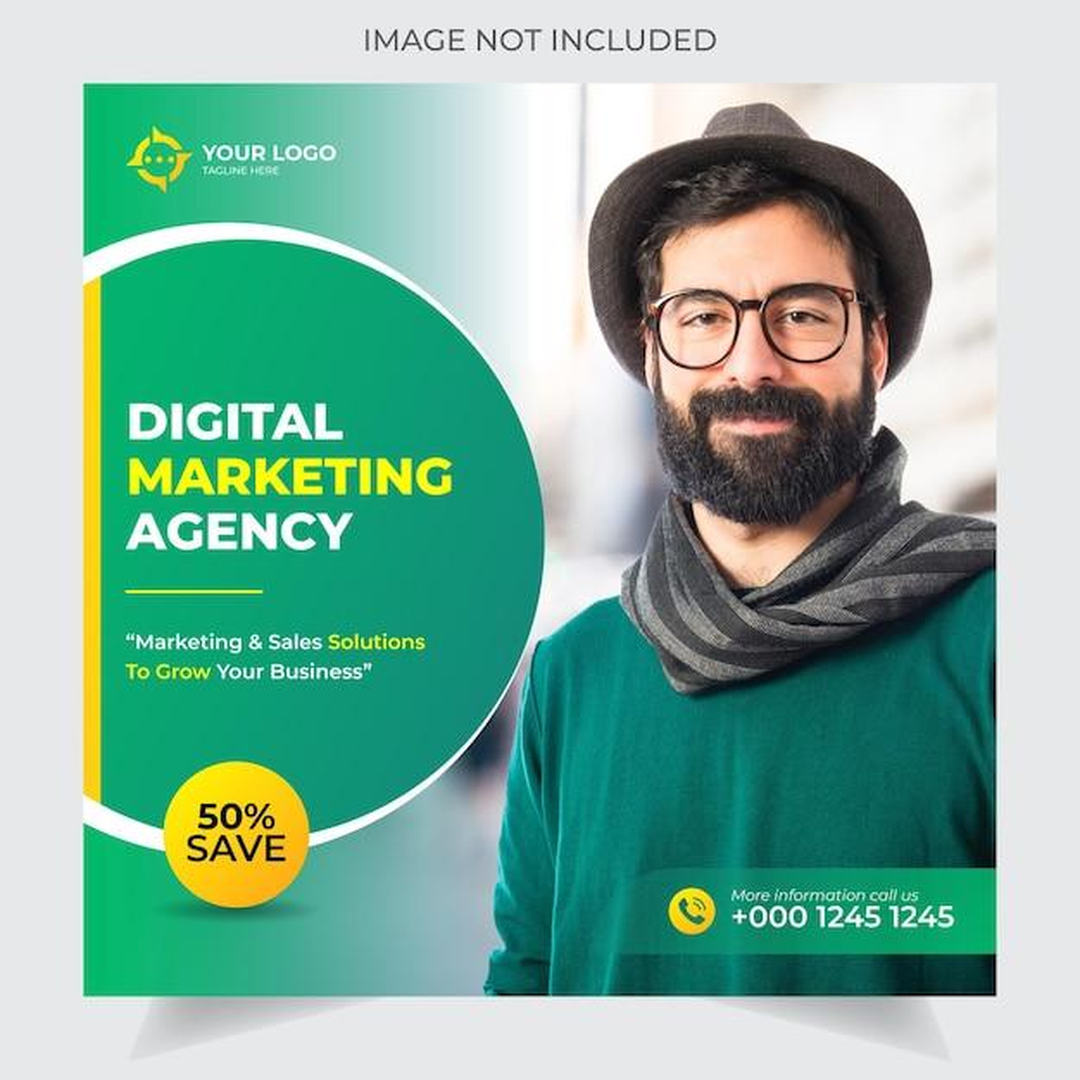 IMAGE NOT INCLUDED
YOUR LOGO
TAGLINE HERE
DIGITAL
MARKETING
AGENCY
“Marketing & Sales Solutions
To Grow Your Business”
50%
SAVE
More information call us
+000 1245 1245